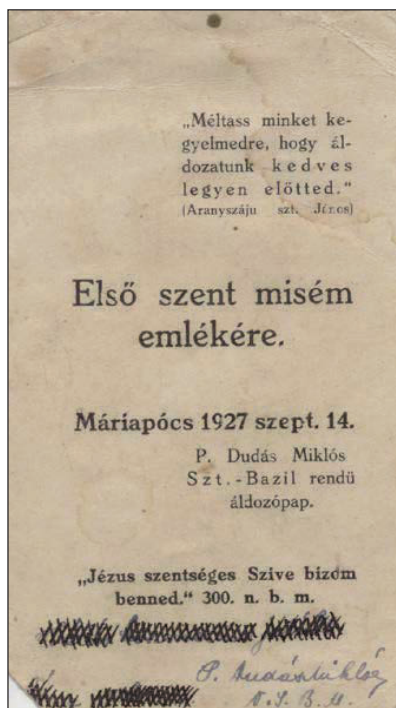 „Méltass minket ke-
gyelmedre, hogy ál-
dozatunk kedves
legyen előtted."
(Aranyszáju szt. János)
Első szent misém
emlékére.
Máriapócs 1927 szept. 14.
P. Dudás Miklós
Szt.-Bazil rendü
áldozópap.
„Jézus szentséges Szive bizom
benned." 300. n. b. m.
P. Dudás Miklós
O. S. B. M.